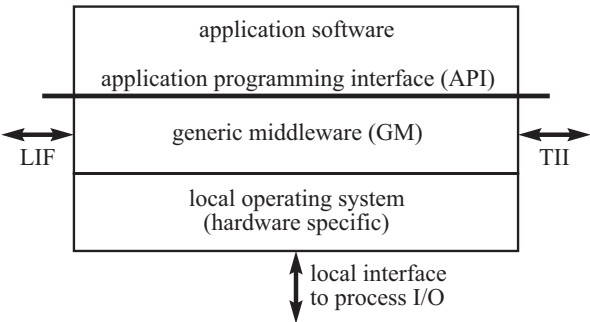 application software
application programming interface (API)
generic middleware (GM)
LIF
TII
local operating system
(hardware specific)
local interface
to process I/O